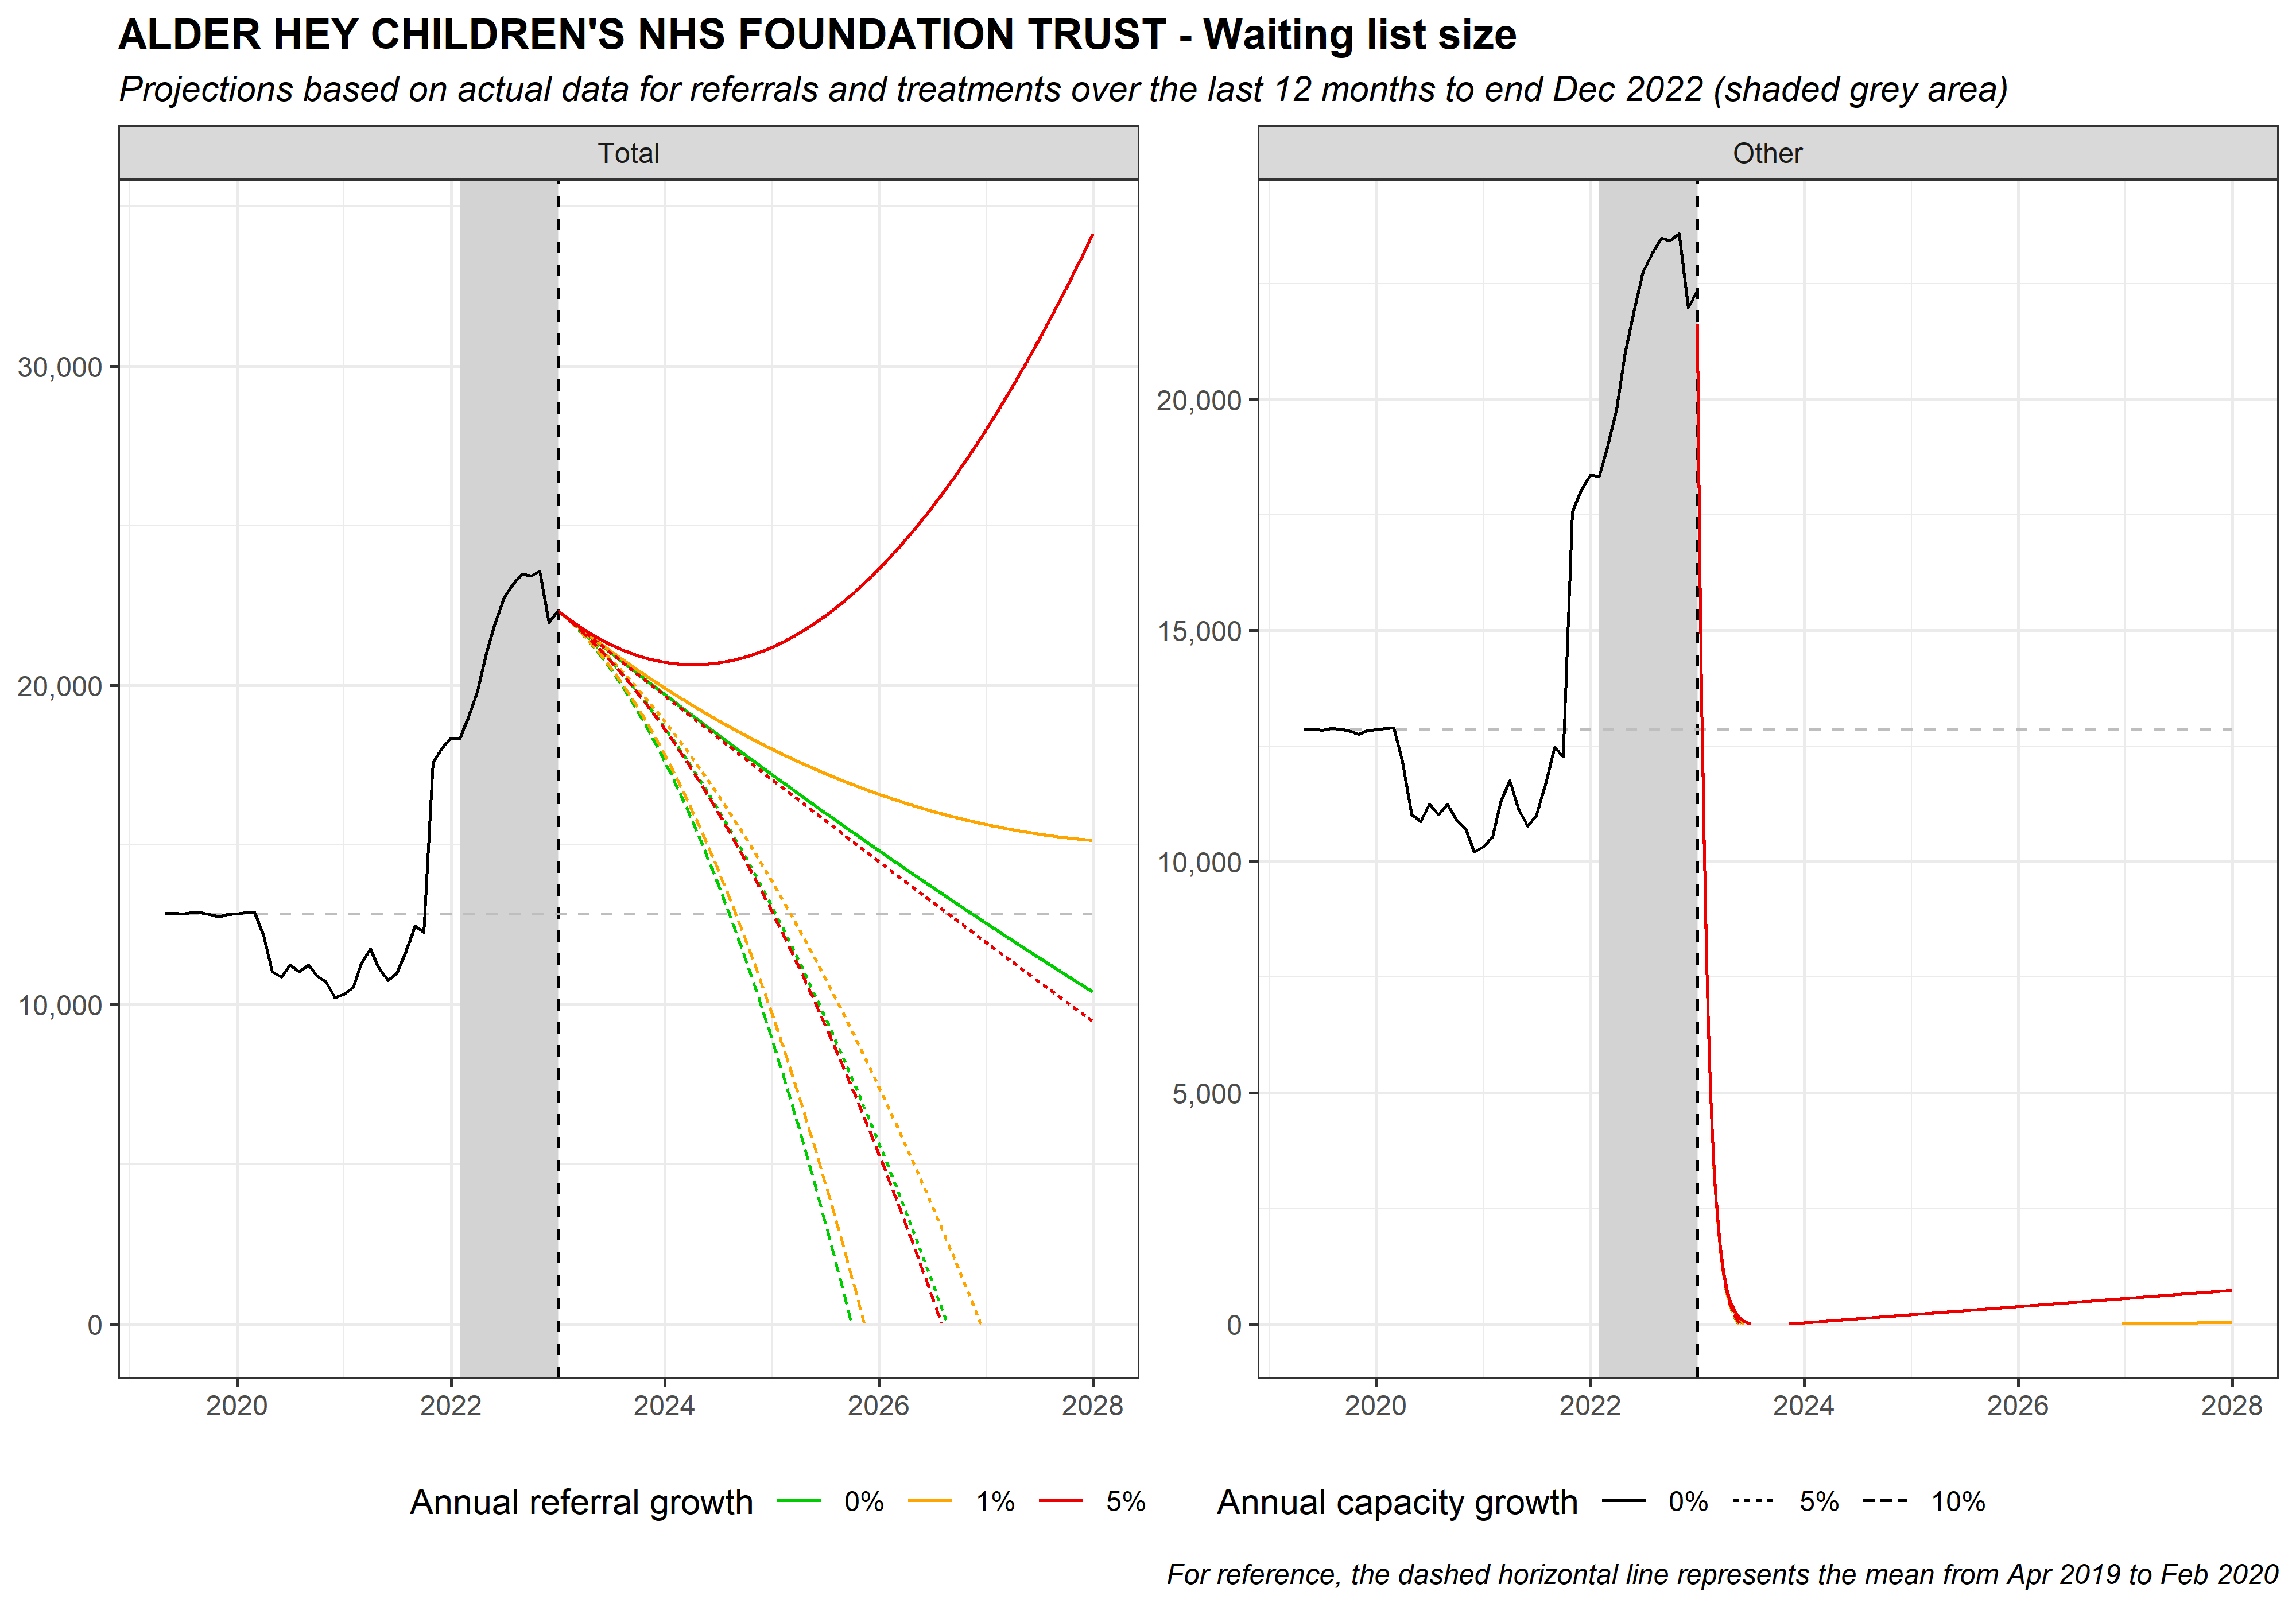 ALDER HEY CHILDREN'S NHS FOUNDATION TRUST - Waiting list size
Projections based on actual data for referrals and treatments over the last 12 months to end Dec 2022 (shaded grey area)
Total
30,000
20,000
10,000
0
2020 2022 2024 2026 2028
Other
20,000
15,000
10,000
5,000
0
2020 2022 2024 2026 2028
Annual referral growth 0% 1% 5%
Annual capacity growth 0% 5% 10%
For reference, the dashed horizontal line represents the mean from Apr 2019 to Feb 2020